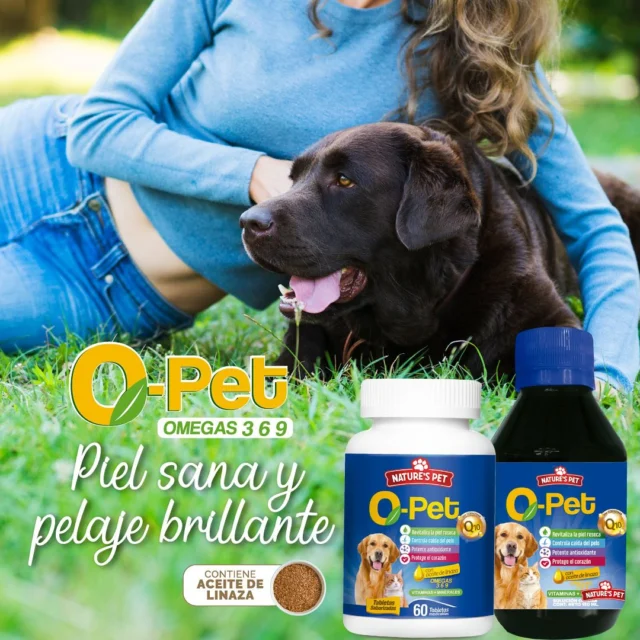 O-Pet
OMEGAS 3 6 9
Piel sana y
pelaje brillante
CONTIENE
ACEITE DE
LINAZA
NATURE'S PET
O-Pet
Q10
Revitaliza la piel reseca
Controla caída del pelo
Potente antioxidante
Protege el corazón
OMEGAS
3 6 9
Tabletas
60 Tabletas
NATURE'S PET
O-Pet
Q10
Revitaliza la piel reseca
Controla caída del pelo
Potente antioxidante
Protege el corazón
VITAMINAS +
NATURE'S PET